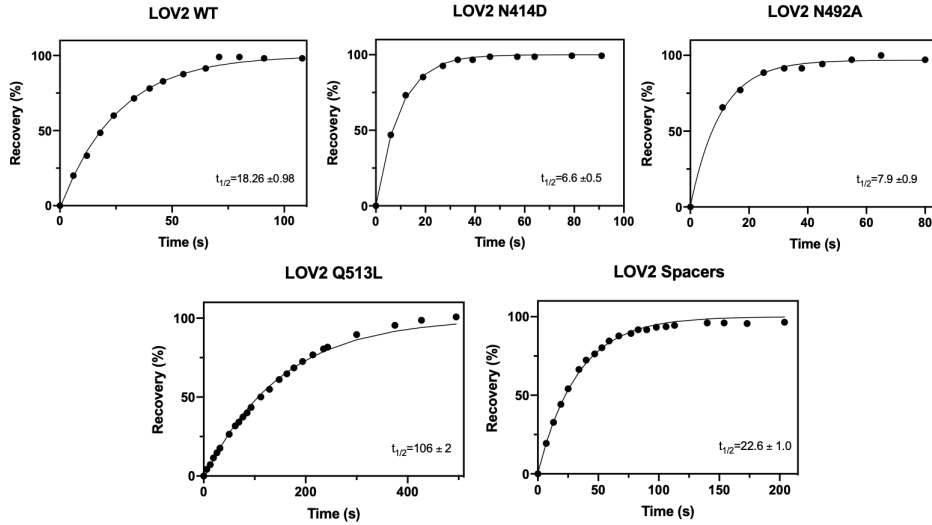 LOV2 WT
Recovery (%)
100
50
0
0
50
100
Time (s)
t1/2=18.26 ±0.98
LOV2 N414D
Recovery (%)
100
50
0
0
20
40
60
80
100
Time (s)
t1/2=6.6 ±0.5
LOV2 N492A
Recovery (%)
100
50
0
0
20
40
60
80
Time (s)
t1/2=7.9 ±0.9
LOV2 Q513L
Recovery (%)
100
50
0
0
200
400
Time (s)
t1/2=106 ± 2
LOV2 Spacers
Recovery (%)
100
50
0
0
50
100
150
200
Time (s)
t1/2=22.6 ± 1.0